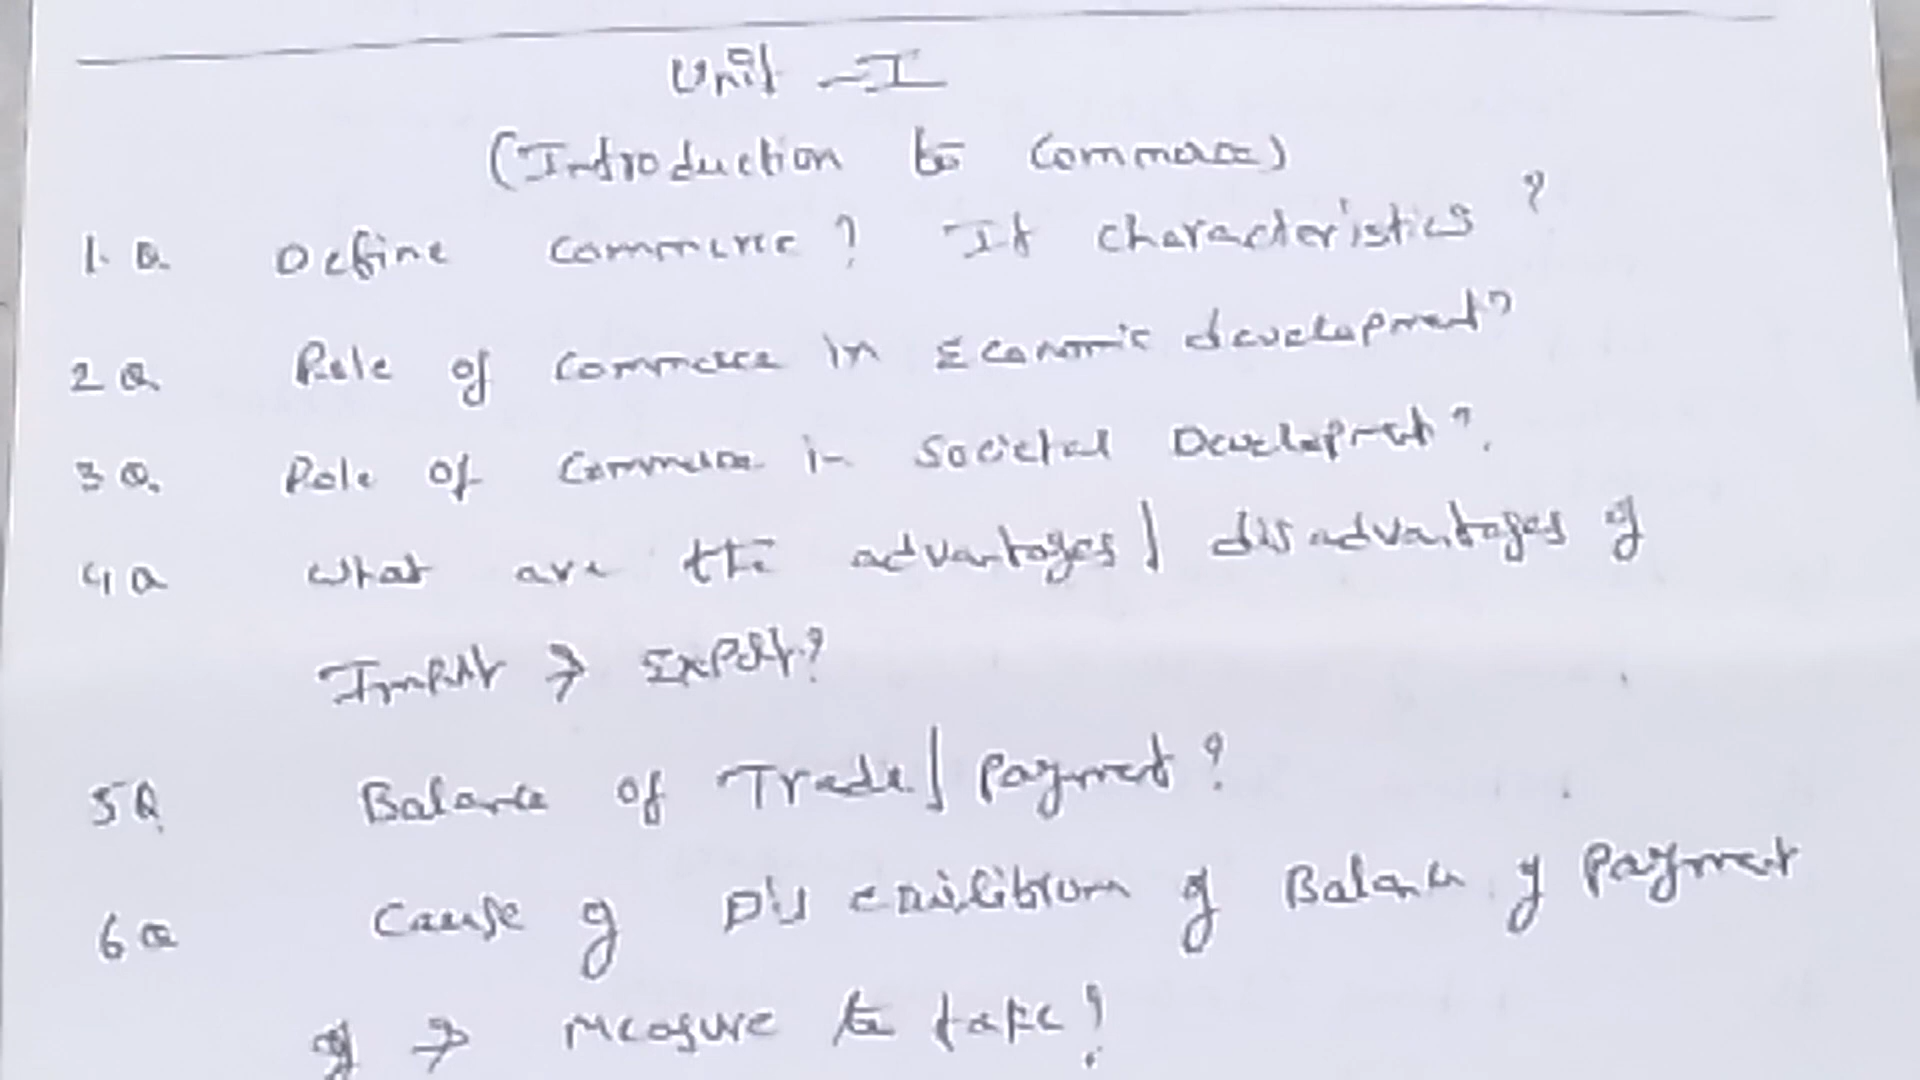 Unit - I
(Introduction to Commerce)
1. Q. Define Commerce? It characteristics?
2 Q. Role of Commerce in Economic development?
3 Q. Role of Commerce in Societal Development?
4 Q What are the advantages / disadvantages of
Import & Export?
5 Q Balance of Trade / Payment?
6 Q Cause of Dis equilibrium of Balance of Payment
& Measure to take?